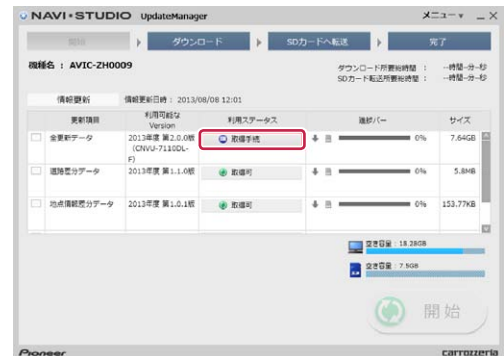 NAVI・STUDIO UpdateManager
メニュー
開始 ダウンロード SDカードへ転送 完了
機種名 : AVIC-ZH0009
ダウンロード所要総時間 : --時間--分--秒
SDカード転送所要総時間 : --時間--分--秒
情報更新 情報更新日時 : 2013/08/08 12:01
更新項目 利用可能な Version 利用ステータス 進捗バー サイズ
全更新データ 2013年度 第2.0.0版 (CNVU-7110DL-F) 取得手続 0% 7.64GB
道路差分データ 2013年度 第1.1.0版 取得可 0% 5.8MB
地点情報差分データ 2013年度 第1.0.1版 取得可 0% 153.77KB
空き容量 : 18.28GB
空き容量 : 7.5GB
開始
Pioneer carrozzeria